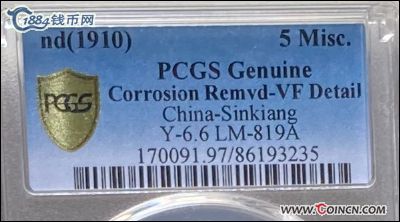 1884钱币网
nd(1910) 5 Misc.
PCGS Genuine
Corrosion Remvd-VF Detail
China-Sinkiang
Y-6.6 LM-819A
170091.97/86193235
PCGS
www.COINCN.COM